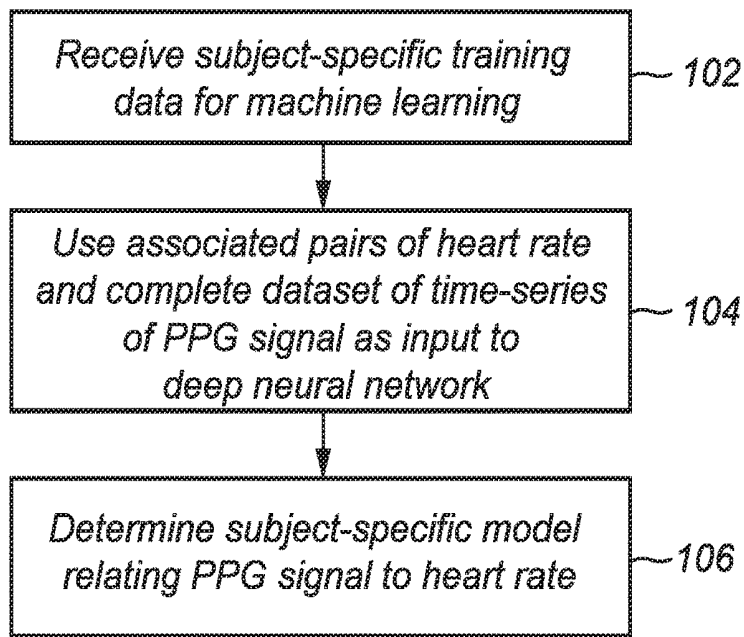 Receive subject-specific training
data for machine learning
102
Use associated pairs of heart rate
and complete dataset of time-series
of PPG signal as input to
deep neural network
104
Determine subject-specific model
relating PPG signal to heart rate
106